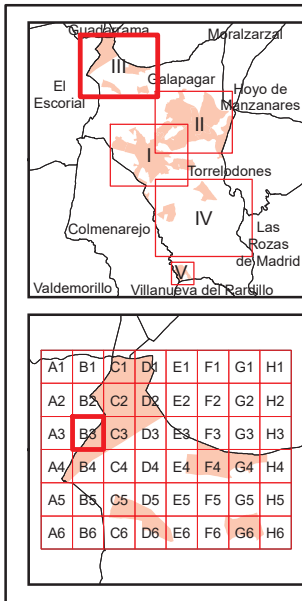 Guadarrama
Moralzarzal
III
El
Escorial
Galapagar
Hoyo de
Manzanares
II
I
Torrelodones
IV
Colmenarejo
Las
Rozas
de Madrid
V
Valdemorillo
Villanueva del Pardillo
A1 B1 C1 D1 E1 F1 G1 H1
A2 B2 C2 D2 E2 F2 G2 H2
A3 B3 C3 D3 E3 F3 G3 H3
A4 B4 C4 D4 E4 F4 G4 H4
A5 B5 C5 D5 E5 F5 G5 H5
A6 B6 C6 D6 E6 F6 G6 H6